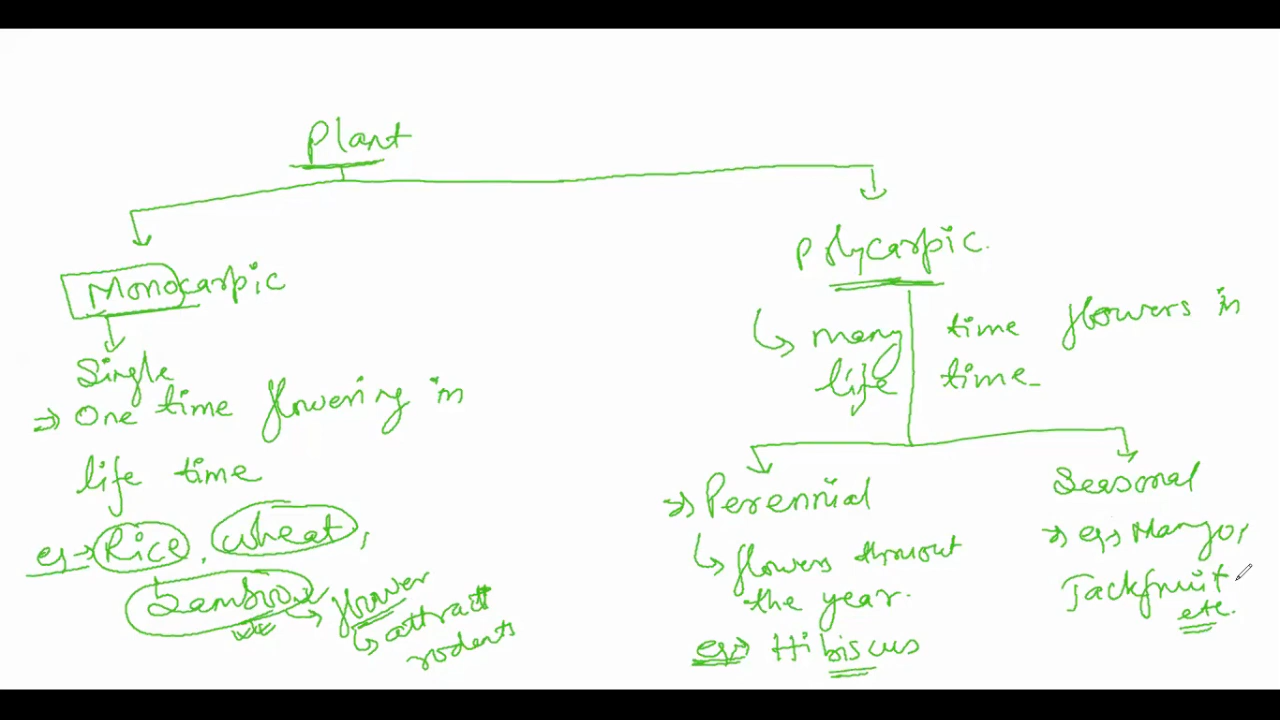 Plant
Monocarpic
Single
⇒ One time flowering in
life time
eg → Rice, wheat,
bamboo → flower
↳ attract
rodents
Polycarpic.
↳ many time flowers in
life time
⇒ Perennial
↳ flowers throuout
the year.
eg → Hibiscus
Seasonal
→ eg → Mango,
Jackfruit
etc.